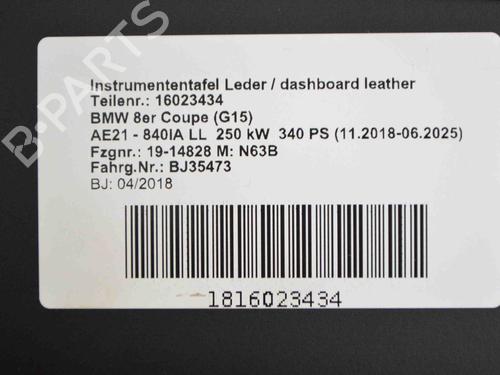 Instrumententafel Leder / dashboard leather
Teilenr.: 16023434
BMW 8er Coupe (G15)
AE21 - 840IA LL 250 kW 340 PS (11.2018-06.2025)
Fzgnr.: 19-14828 M: N63B
Fahrg.Nr.: BJ35473
BJ: 04/2018
1816023434
B-PARTS